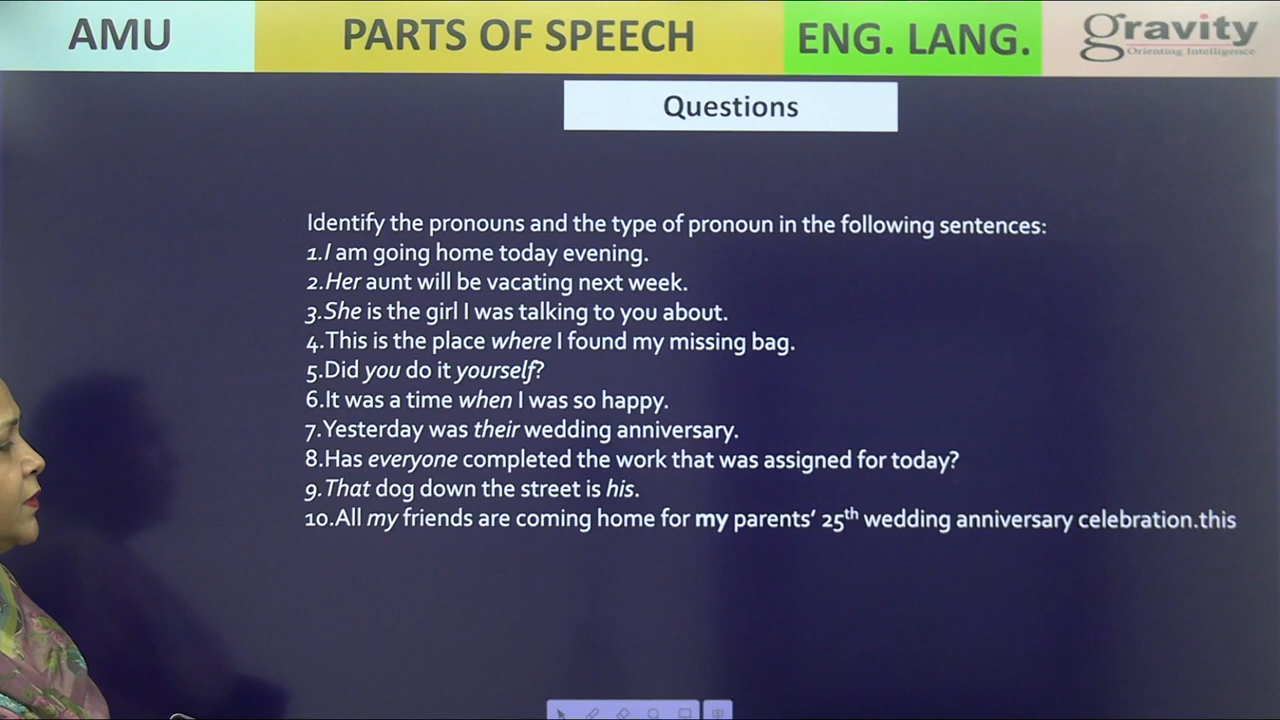 AMU
PARTS OF SPEECH
ENG. LANG.
gravity
Orienting Intelligence
Questions
Identify the pronouns and the type of pronoun in the following sentences:
1.I am going home today evening.
2.Her aunt will be vacating next week.
3.She is the girl I was talking to you about.
4.This is the place where I found my missing bag.
5.Did you do it yourself?
6.It was a time when I was so happy.
7.Yesterday was their wedding anniversary.
8.Has everyone completed the work that was assigned for today?
9.That dog down the street is his.
10.All my friends are coming home for my parents’ 25th wedding anniversary celebration.this